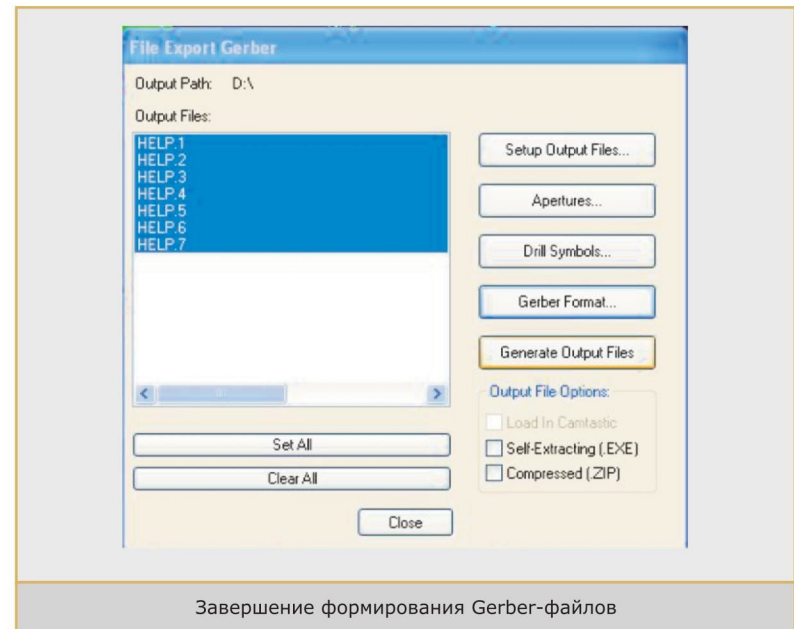 File Export Gerber
Output Path: D:\
Output Files:
HELP.1
HELP.2
HELP.3
HELP.4
HELP.5
HELP.6
HELP.7
Set All
Clear All
Setup Output Files...
Apertures...
Drill Symbols...
Gerber Format...
Generate Output Files
Output File Options:
Load In Camtastic
Self-Extracting (.EXE)
Compressed (.ZIP)
Close
Завершение формирования Gerber-файлов